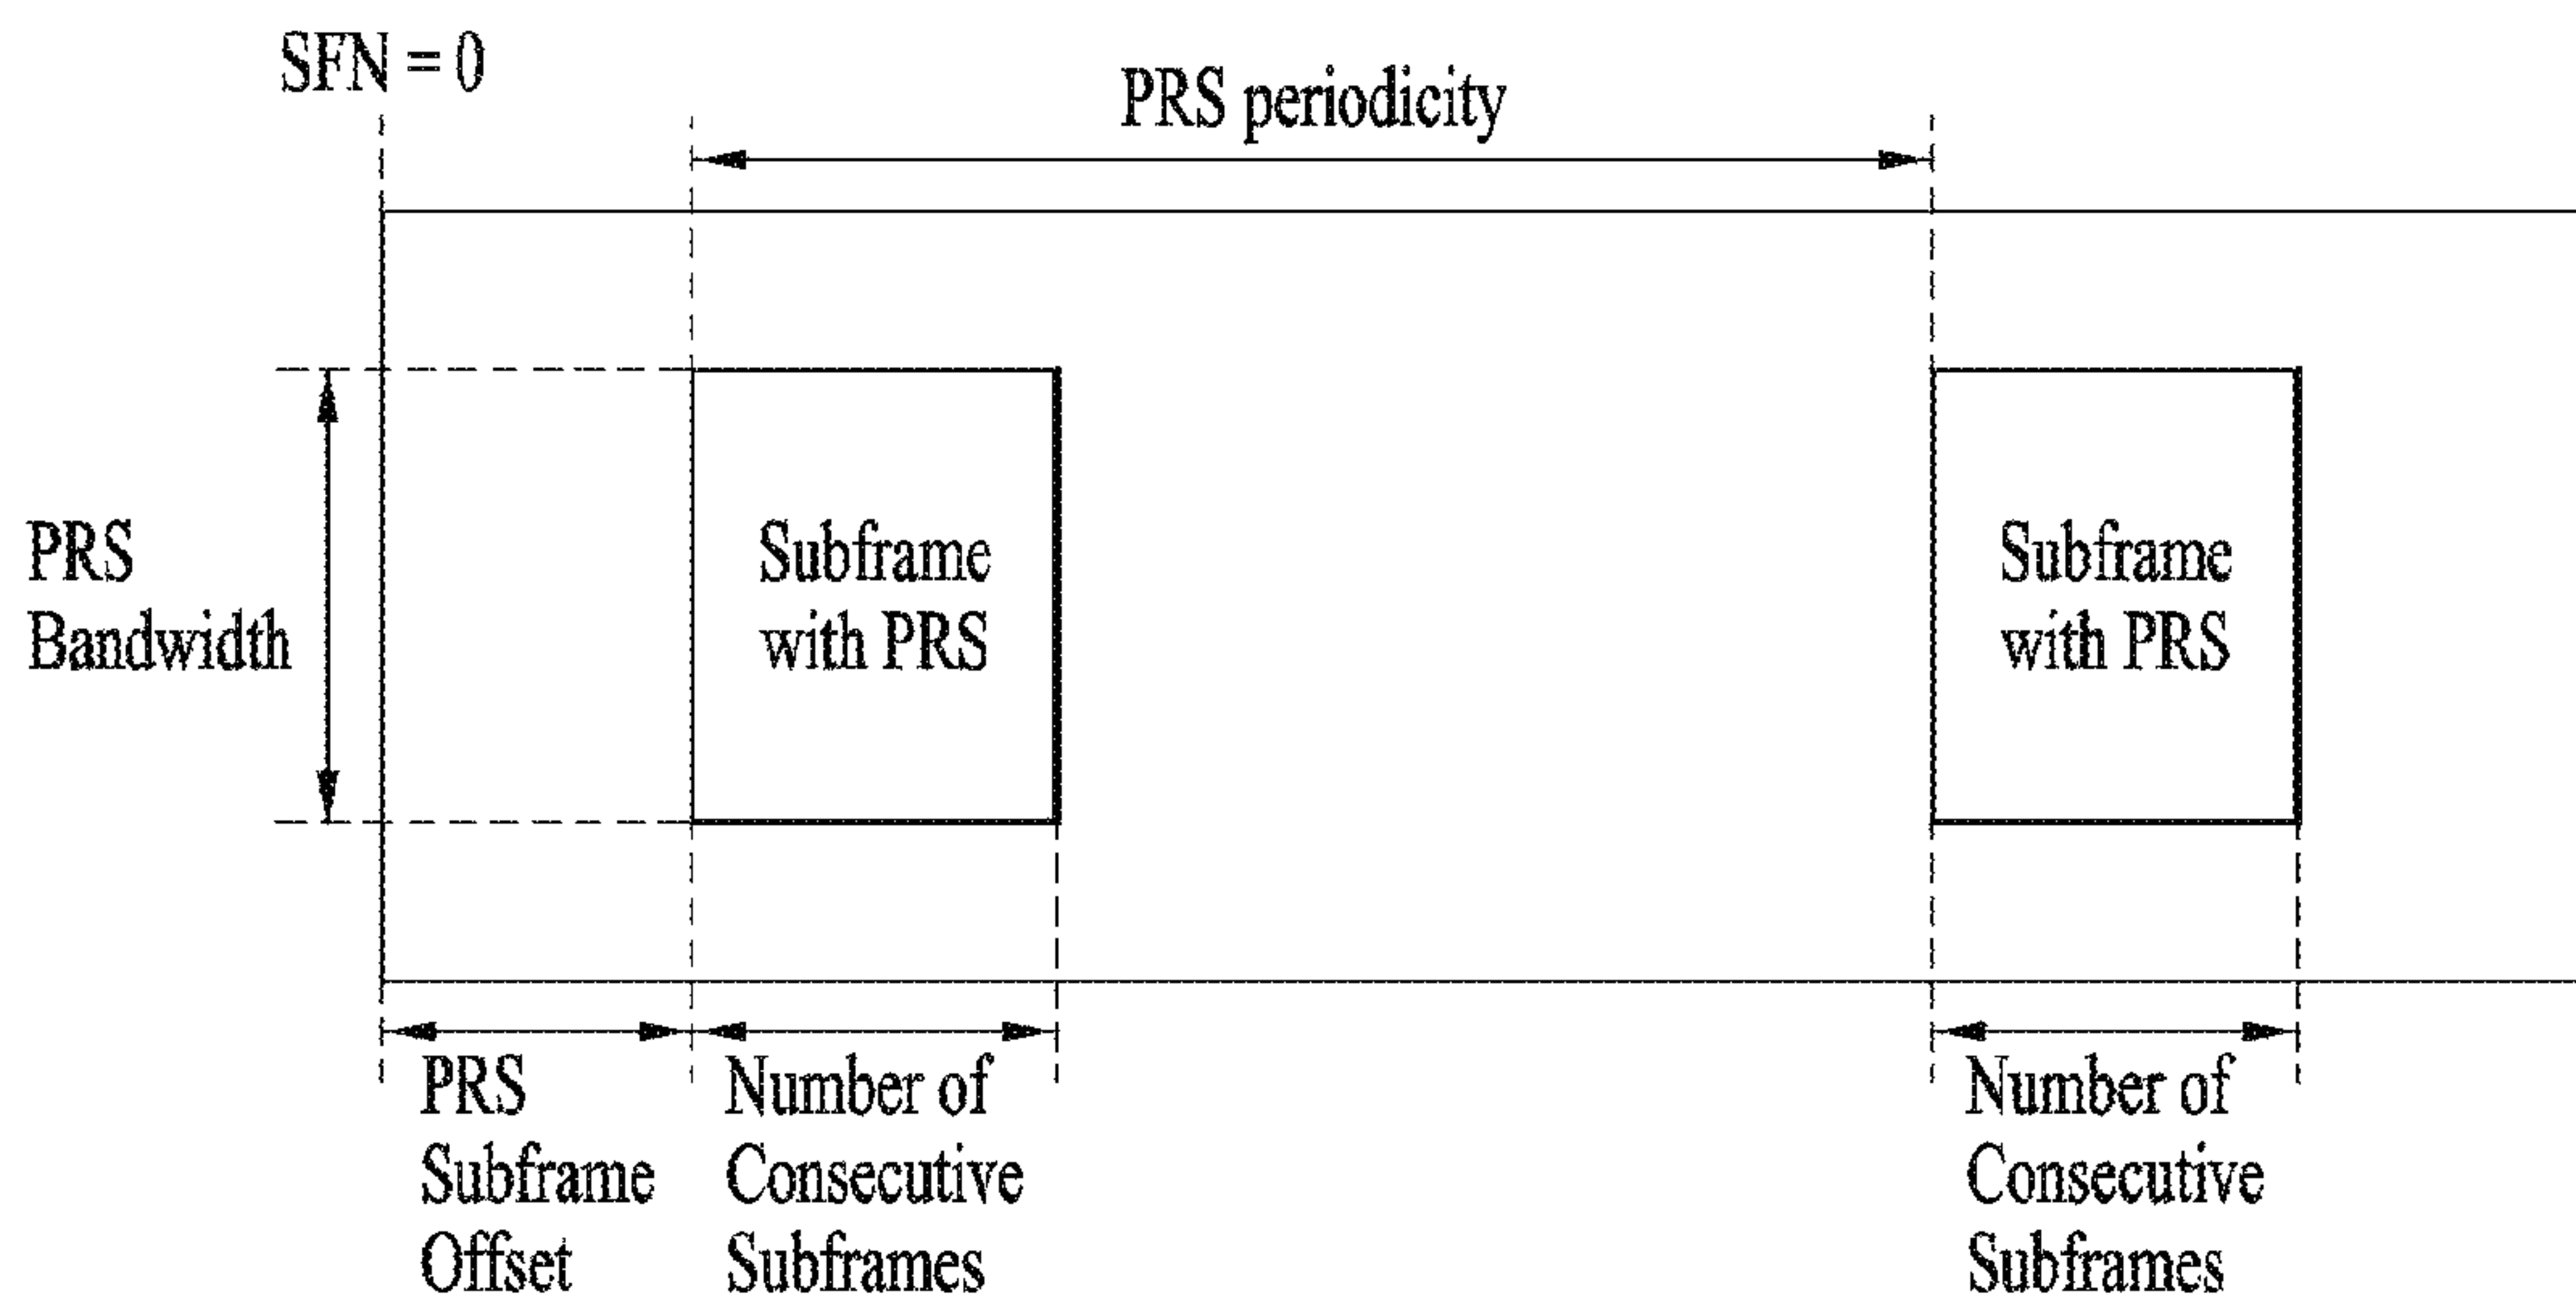 SFN = 0
PRS periodicity
PRS
Bandwidth
Subframe
with PRS
Subframe
with PRS
PRS
Subframe
Offset
Number of
Consecutive
Subframes
Number of
Consecutive
Subframes